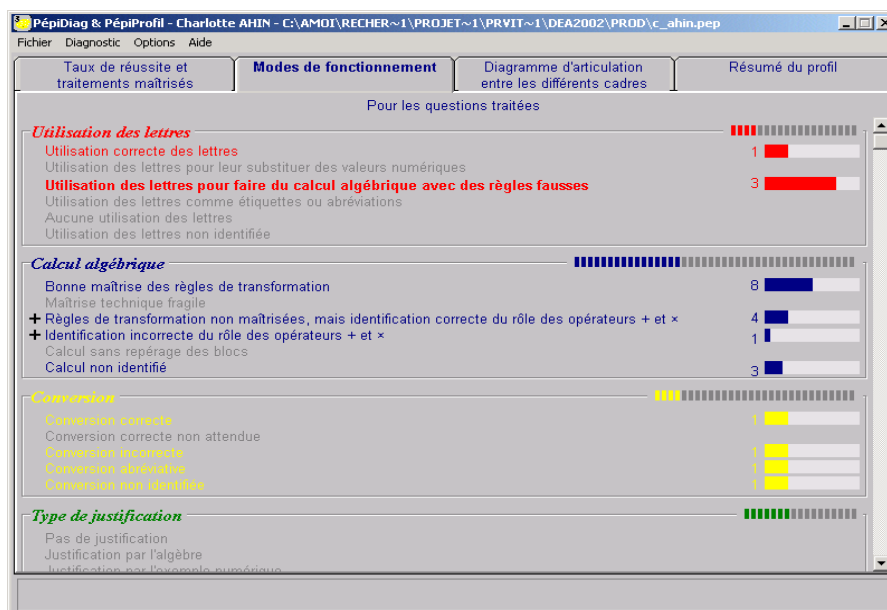 PépiDiag & PépiProfil - Charlotte AHIN - C:\AMOI\RECHER~1\PROJET~1\PRVIT~1\DEA2002\PROD\c_ahin.pep
Fichier Diagnostic Options Aide
Taux de réussite et traitements maîtrisés
Modes de fonctionnement
Diagramme d'articulation entre les différents cadres
Résumé du profil
Pour les questions traitées
Utilisation des lettres
Utilisation correcte des lettres 1
Utilisation des lettres pour leur substituer des valeurs numériques
Utilisation des lettres pour faire du calcul algébrique avec des règles fausses 3
Utilisation des lettres comme étiquettes ou abréviations
Aucune utilisation des lettres
Utilisation des lettres non identifiée
Calcul algébrique
Bonne maîtrise des règles de transformation 8
Maîtrise technique fragile
+ Règles de transformation non maîtrisées, mais identification correcte du rôle des opérateurs + et × 4
+ Identification incorrecte du rôle des opérateurs + et × 1
Calcul sans repérage des blocs
Calcul non identifié 3
Conversion
Conversion correcte 1
Conversion correcte non attendue
Conversion incorrecte 1
Conversion abréviative 1
Conversion non identifiée 1
Type de justification
Pas de justification
Justification par l'algèbre
Justification par l'exemple numérique